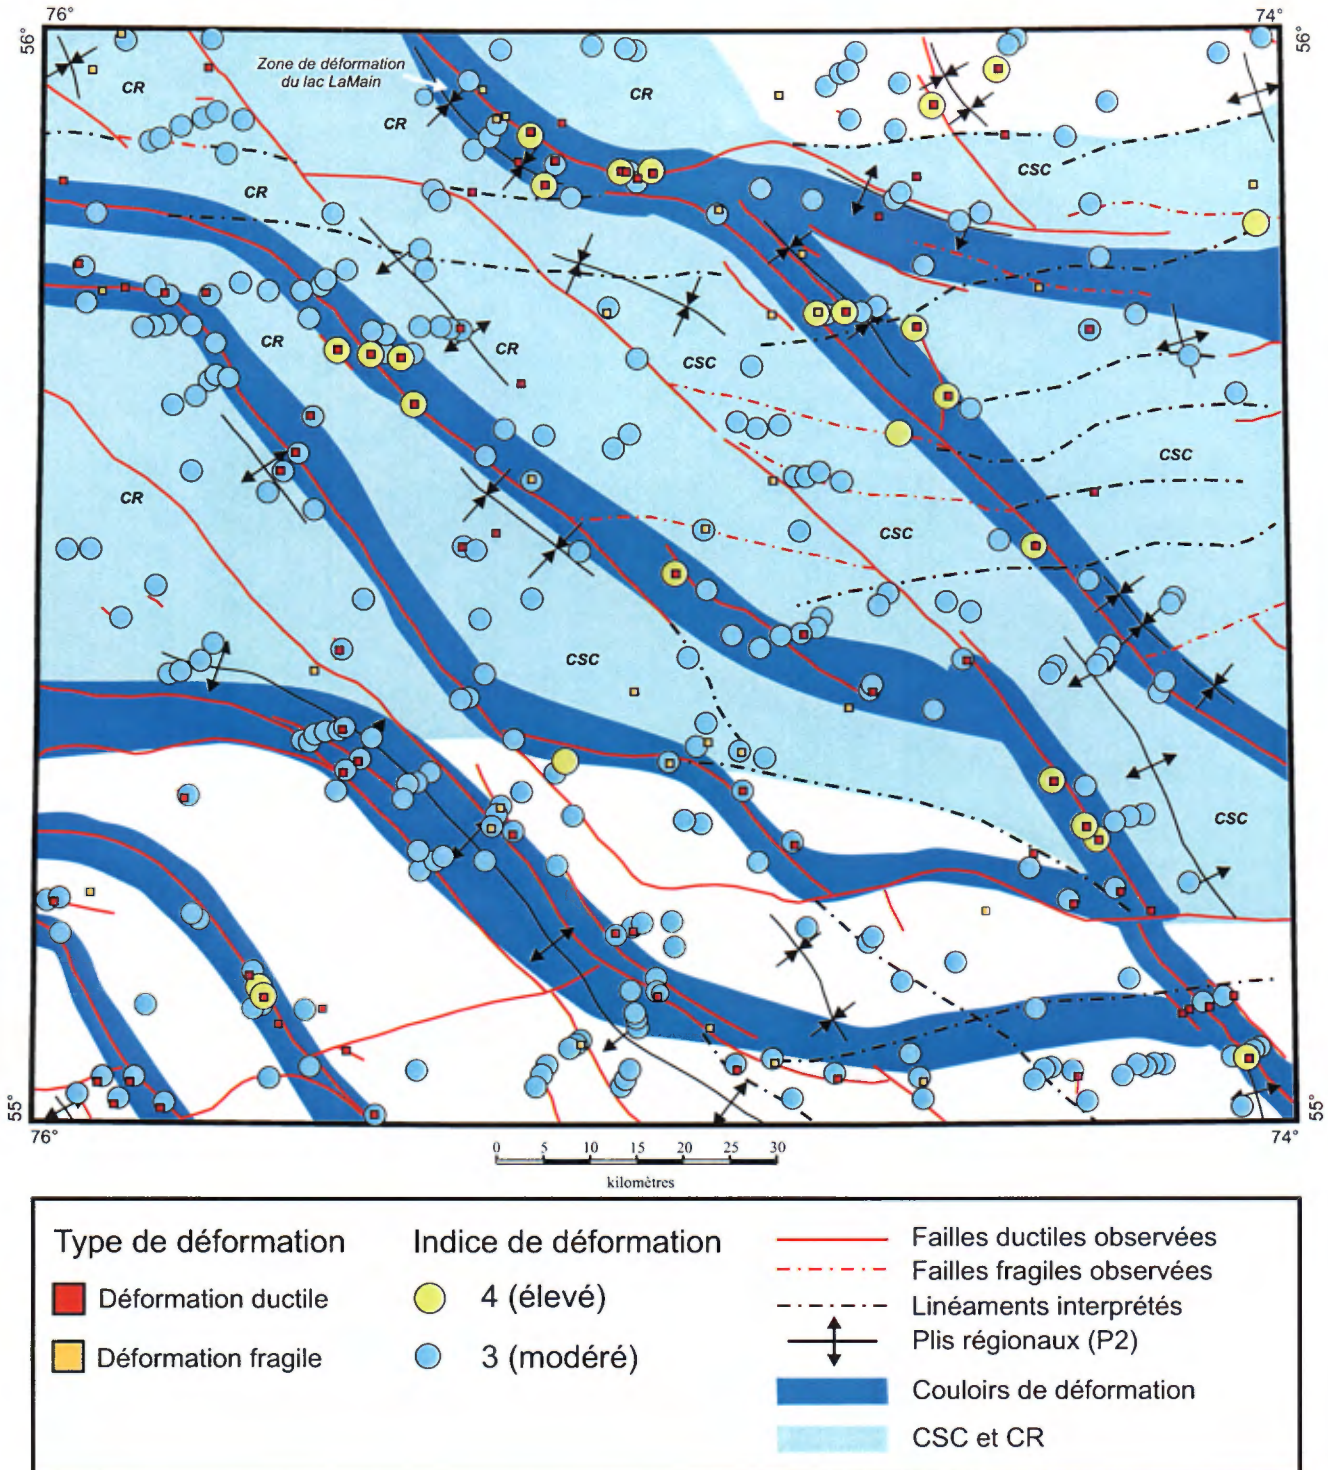 76°
74°
56°
56°
Zone de déformation
du lac LaMain
CR
CR
CR
CSC
CR
CR
CR
CSC
CSC
CR
CSC
CSC
CSC
55°
55°
76°
74°
0 5 10 15 20 25 30
kilomètres
Type de déformation
Déformation ductile
Déformation fragile
Indice de déformation
4 (élevé)
3 (modéré)
Failles ductiles observées
Failles fragiles observées
Linéaments interprétés
Plis régionaux (P2)
Couloirs de déformation
CSC et CR